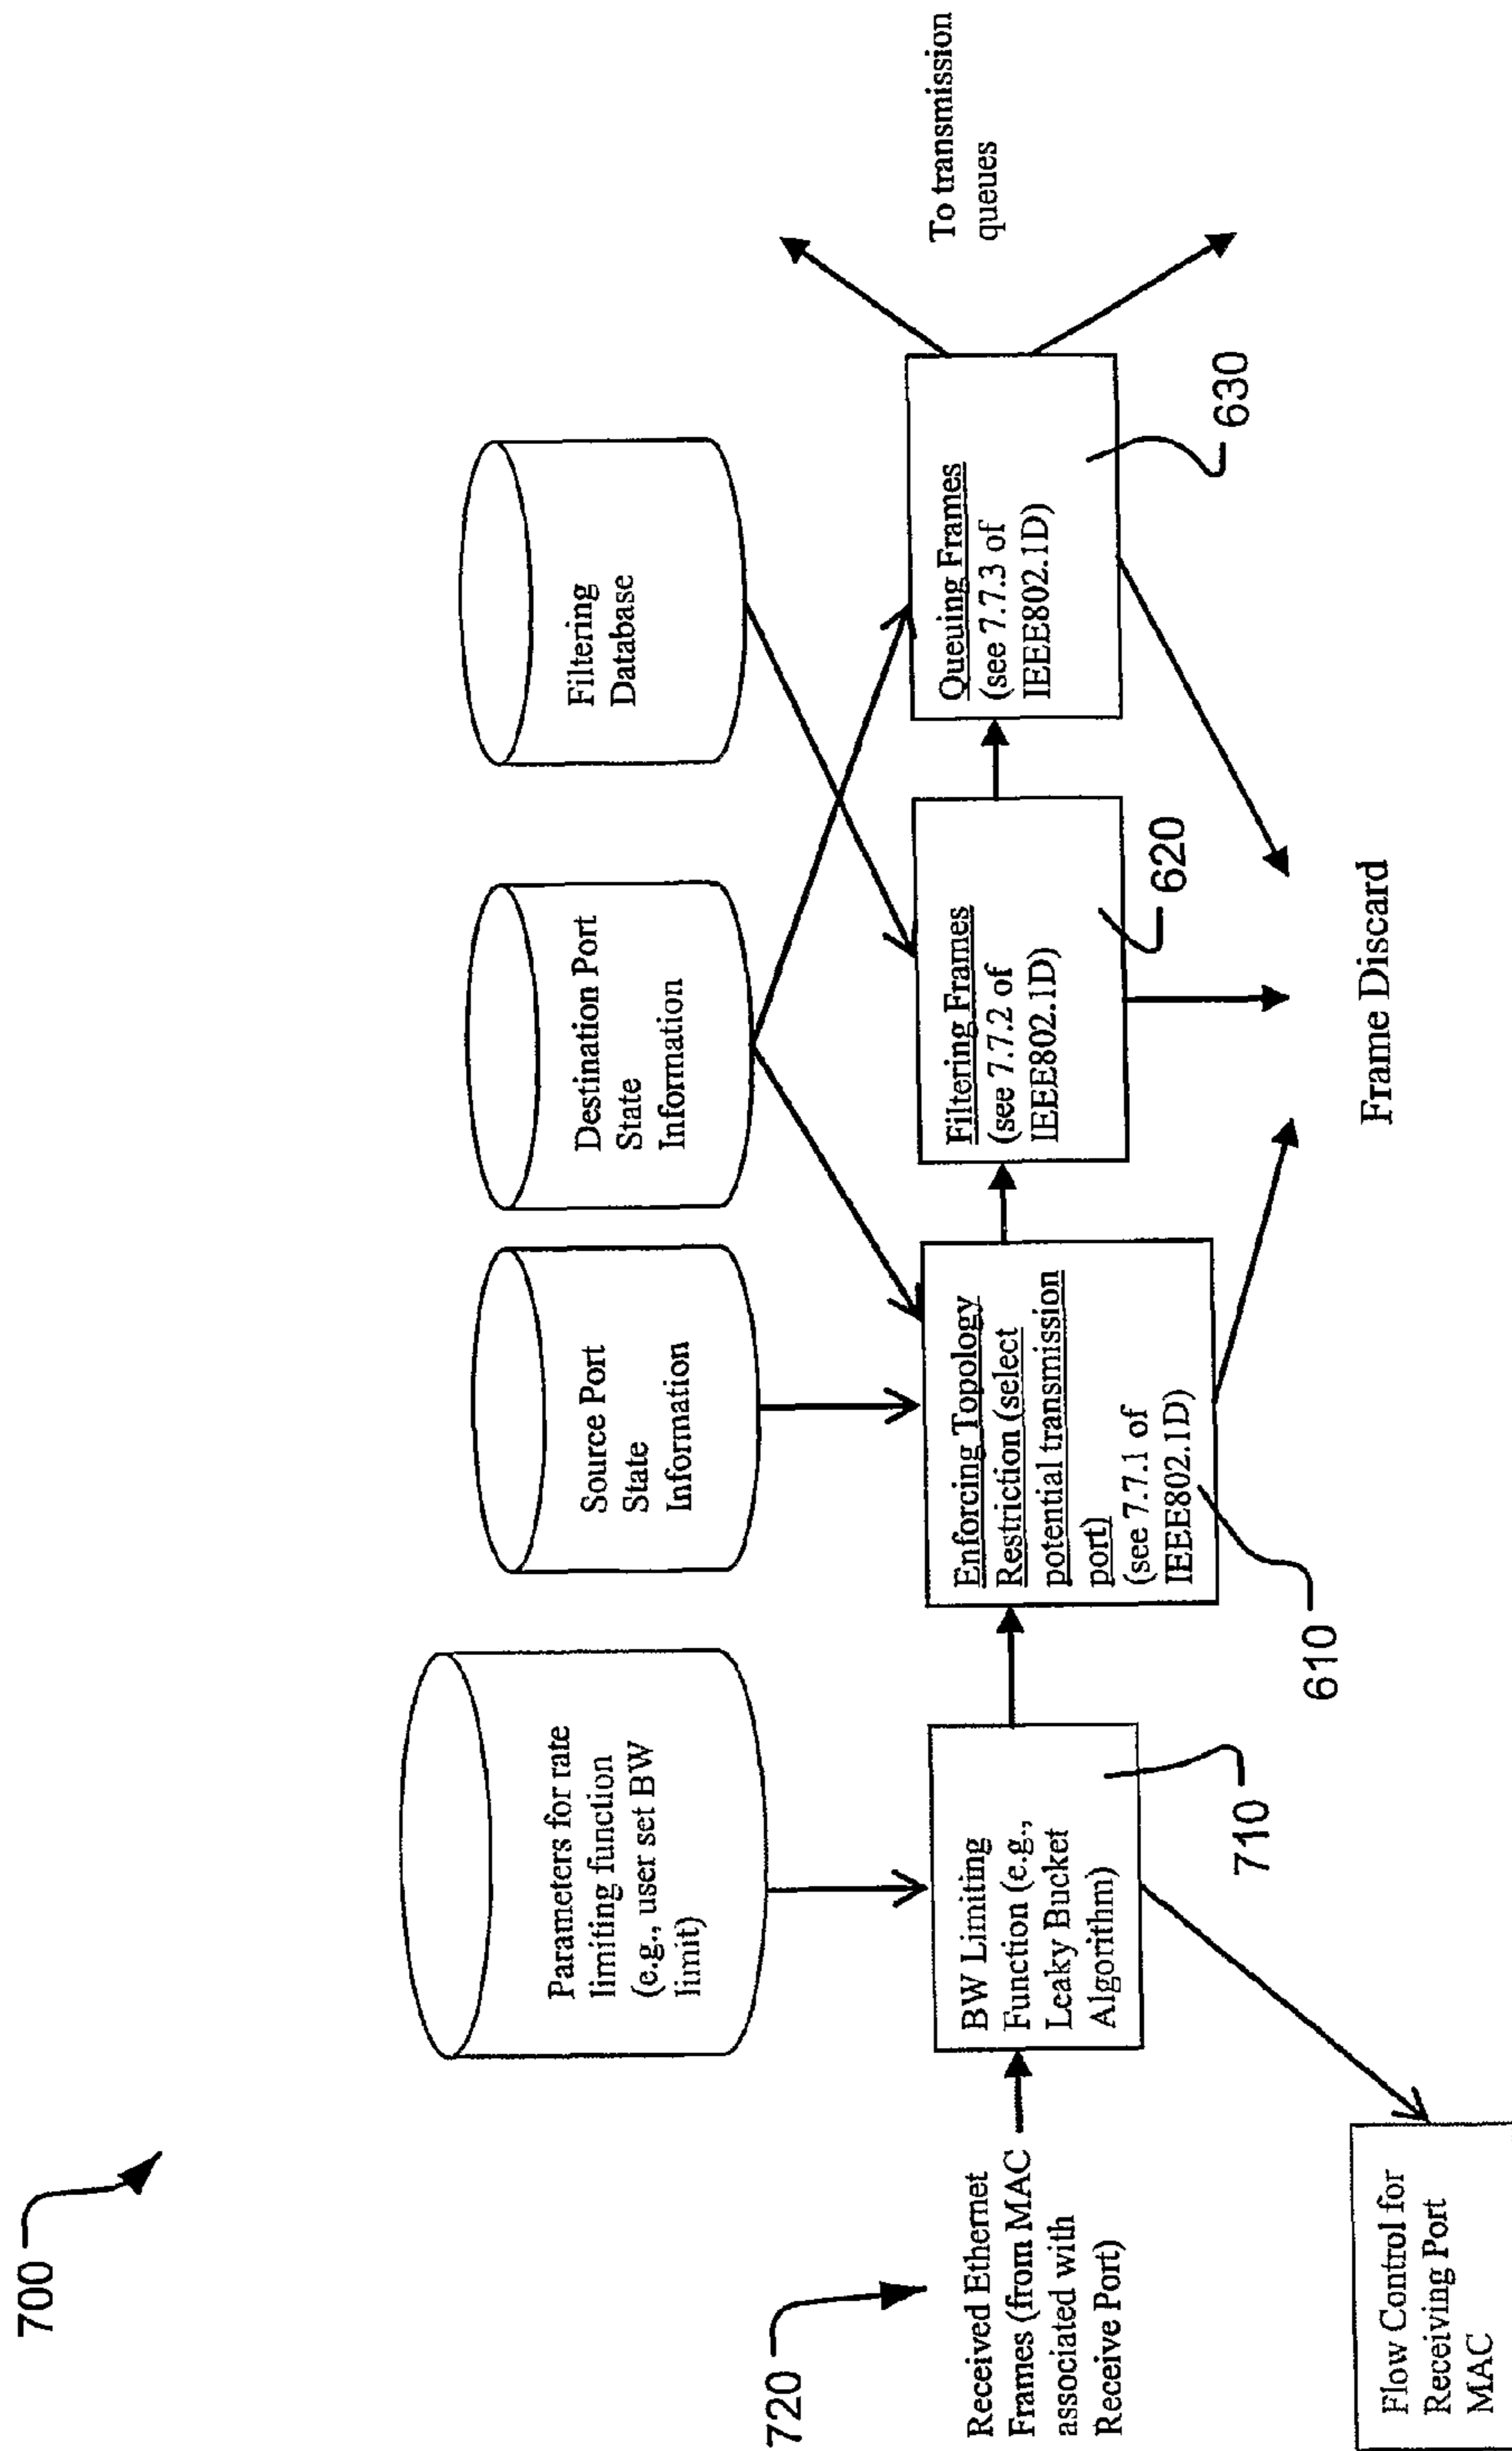 700
Parameters for rate
limiting function
(e.g., user set BW
limit)
Source Port
State
Information
Destination Port
State
Information
Filtering
Database
720
Received Ethernet
Frames (from MAC
associated with
Receive Port)
BW Limiting
Function (e.g.,
Leaky Bucket
Algorithm)
710
Enforcing Topology
Restriction (select
potential transmission
port)
(see 7.7.1 of
IEEE802.1D)
610
Filtering Frames
(see 7.7.2 of
IEEE802.1D)
620
Queuing Frames
(see 7.7.3 of
IEEE802.1D)
630
To transmission
queues
Flow Control for
Receiving Port
MAC
Frame Discard